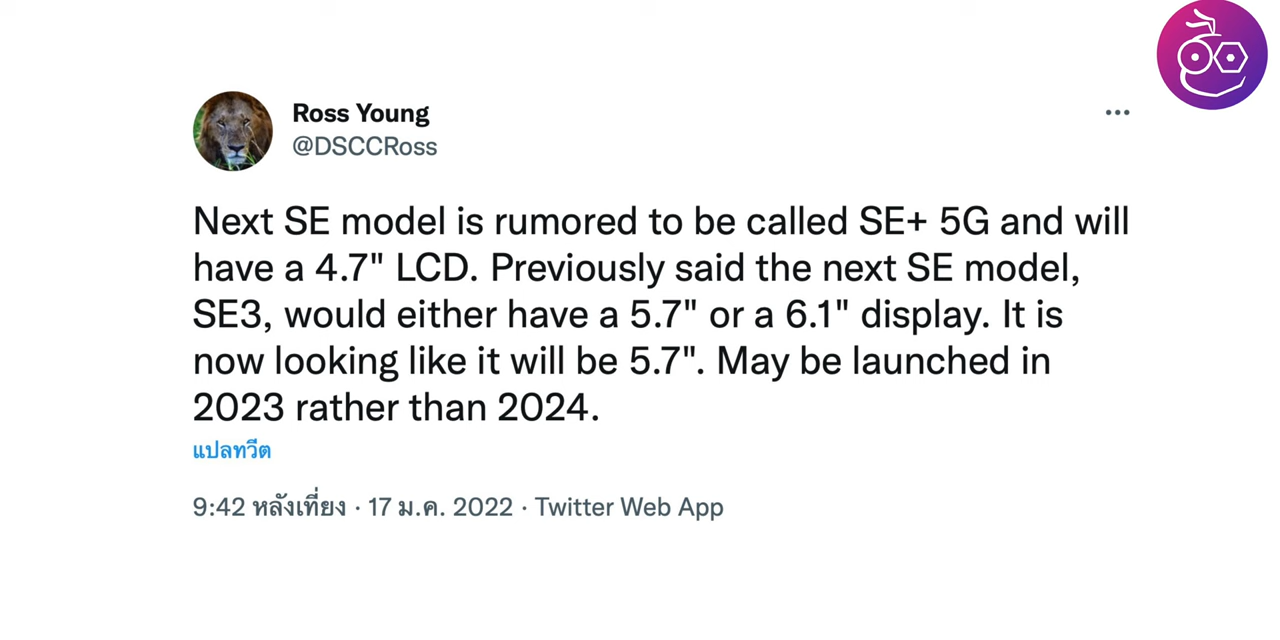 Ross Young
@DSCCRoss
Next SE model is rumored to be called SE+ 5G and will
have a 4.7" LCD. Previously said the next SE model,
SE3, would either have a 5.7" or a 6.1" display. It is
now looking like it will be 5.7". May be launched in
2023 rather than 2024.
แปลทวีต
9:42 หลังเที่ยง · 17 ม.ค. 2022 · Twitter Web App